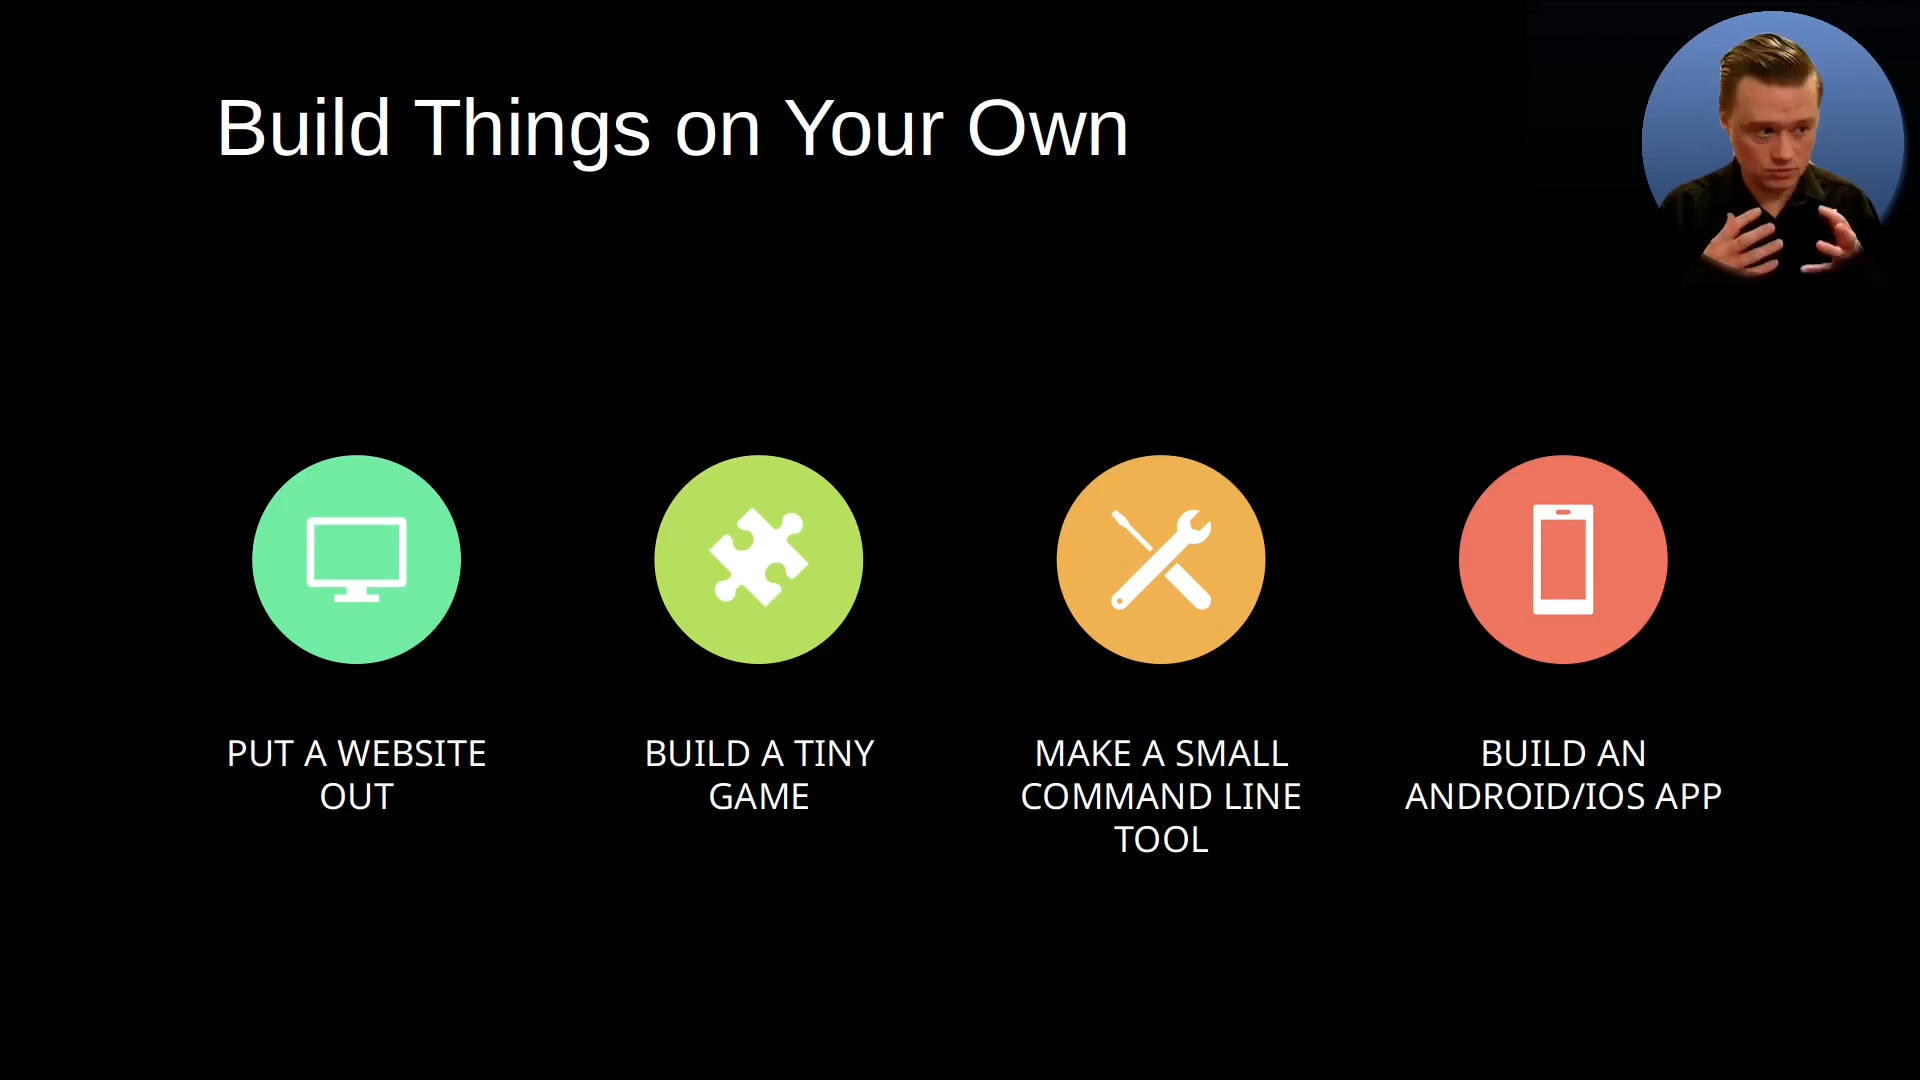 Build Things on Your Own
PUT A WEBSITE
OUT
BUILD A TINY
GAME
MAKE A SMALL
COMMAND LINE
TOOL
BUILD AN
ANDROID/IOS APP